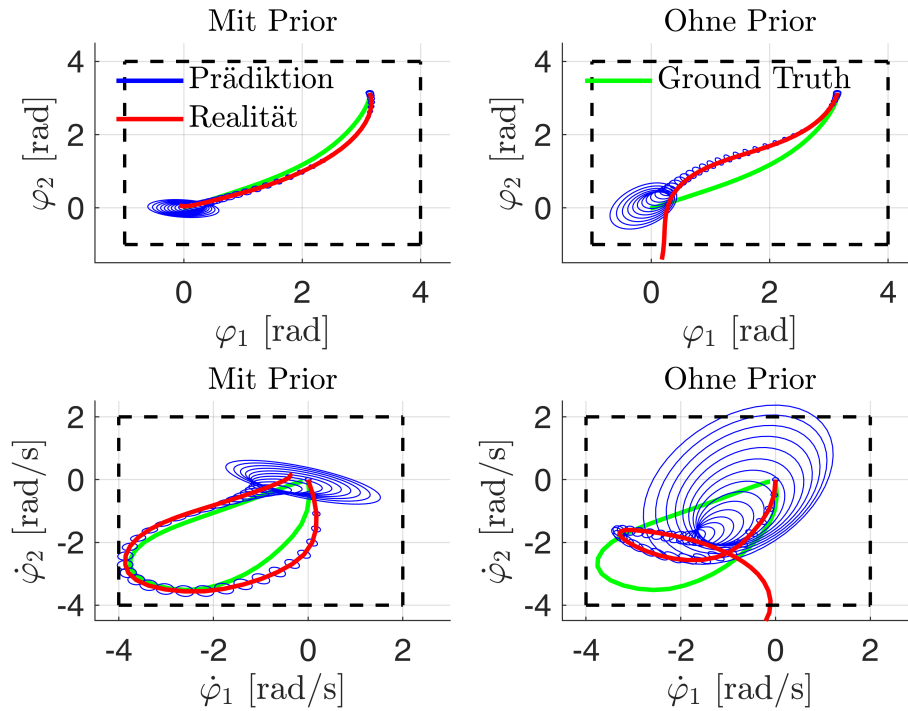 Mit Prior
Ohne Prior
4
2
0
Prädiktion
Realität
φ₂ [rad]
0
2
4
φ₁ [rad]
4
2
0
Ground Truth
φ₂ [rad]
0
2
4
φ₁ [rad]
Mit Prior
Ohne Prior
2
0
-2
-4
φ̇₂ [rad/s]
-4
-2
0
2
φ̇₁ [rad/s]
2
0
-2
-4
φ̇₂ [rad/s]
-4
-2
0
2
φ̇₁ [rad/s]